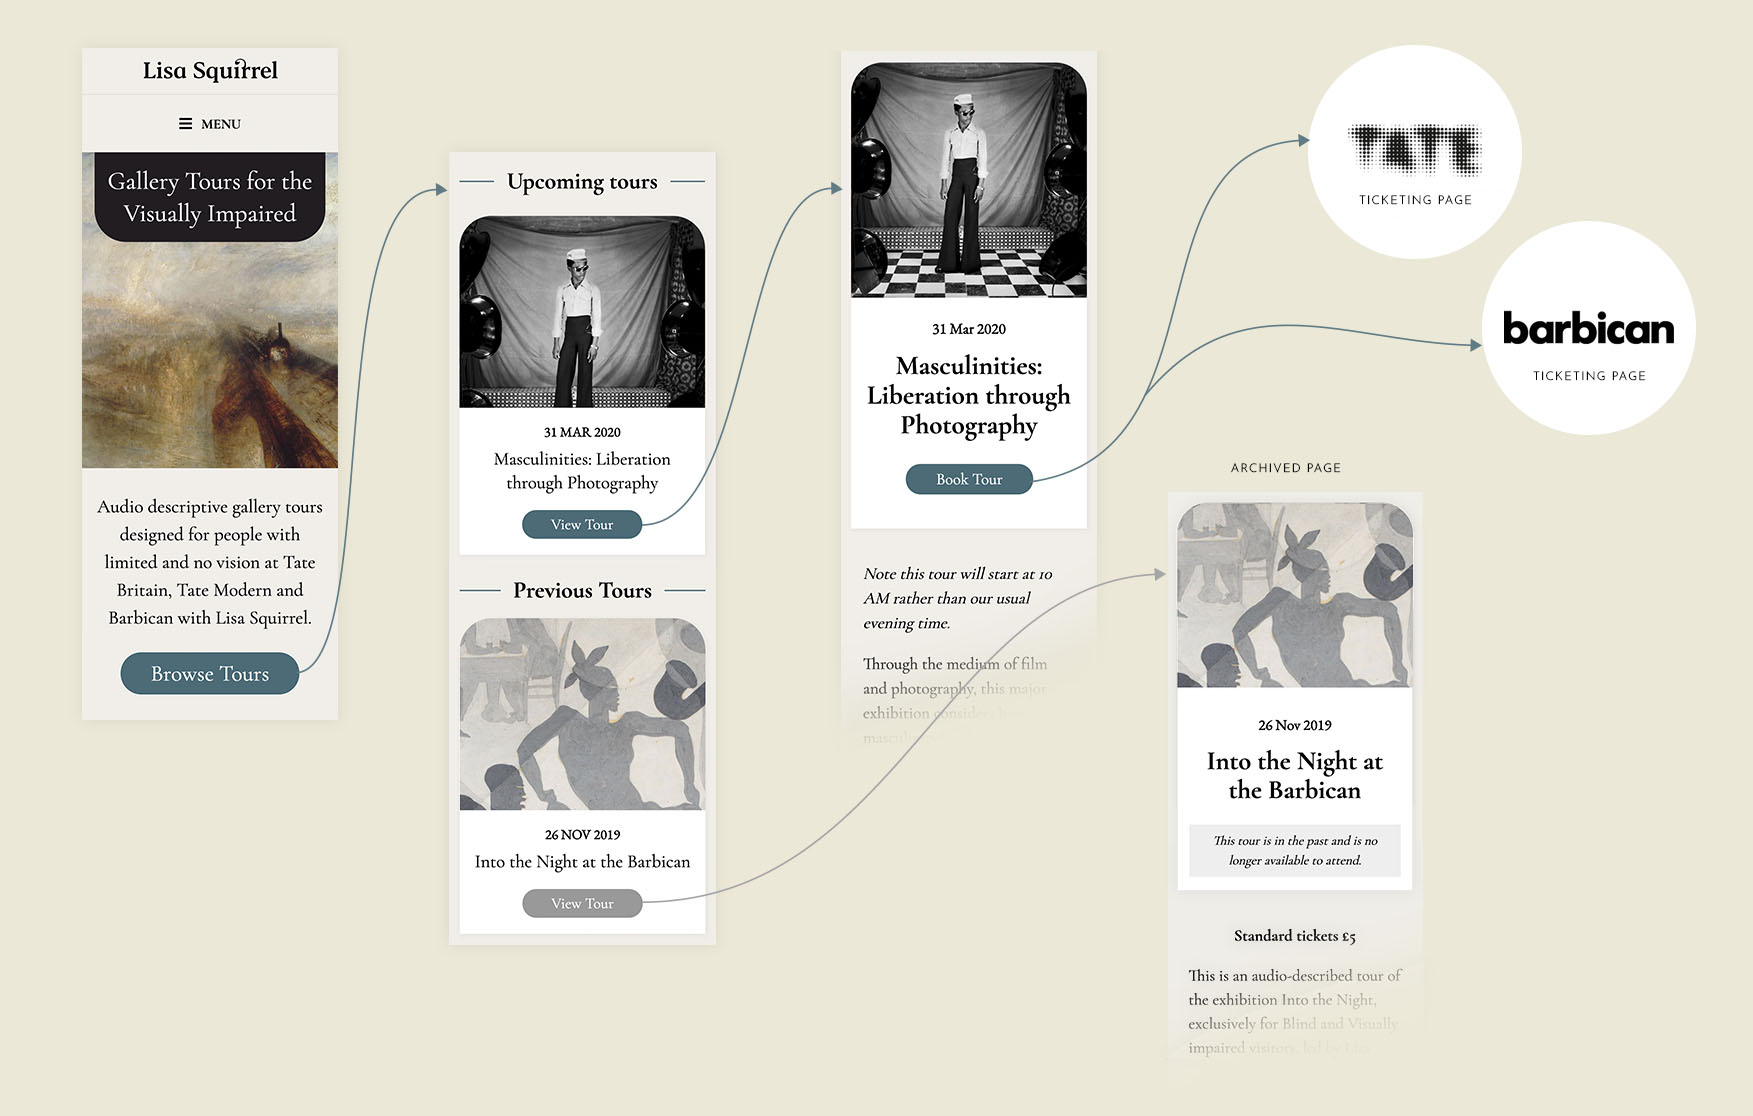 Lisa Squirrel
MENU
Gallery Tours for the
Visually Impaired
Audio descriptive gallery tours
designed for people with
limited and no vision at Tate
Britain, Tate Modern and
Barbican with Lisa Squirrel.
Browse Tours
Upcoming tours
31 MAR 2020
Masculinities: Liberation
through Photography
View Tour
Previous Tours
26 NOV 2019
Into the Night at the Barbican
View Tour
31 Mar 2020
Masculinities:
Liberation through
Photography
Book Tour
Note this tour will start at 10
AM rather than our usual
evening time.
Through the medium of film
and photography, this major
exhibition considers how
TATE
TICKETING PAGE
barbican
TICKETING PAGE
ARCHIVED PAGE
26 Nov 2019
Into the Night at
the Barbican
This tour is in the past and is no
longer available to attend.
Standard tickets £5
This is an audio-described tour of
the exhibition Into the Night,
exclusively for Blind and Visually
impaired visitors, led by Lisa